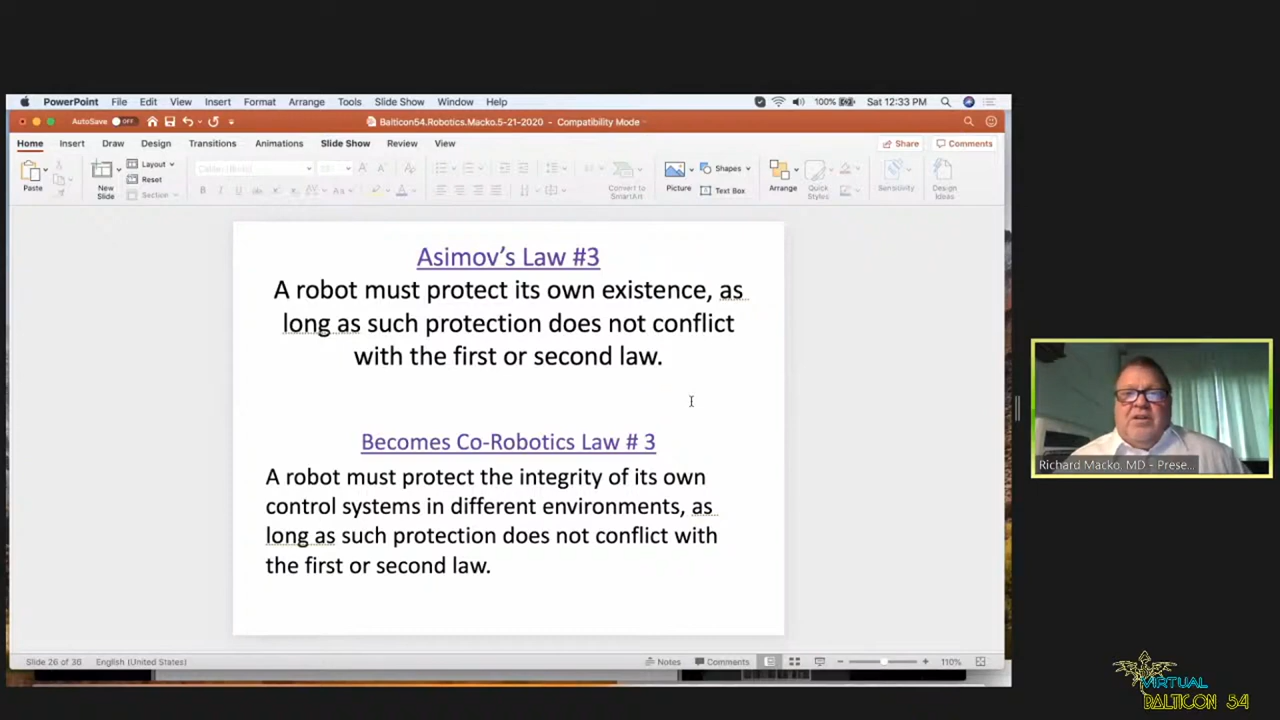 PowerPoint File Edit View Insert Format Arrange Tools Slide Show Window Help 100% Sat 12:33 PM
AutoSave OFF Balticon54.Robotics.Macko.5-21-2020 - Compatibility Mode
Home Insert Draw Design Transitions Animations Slide Show Review View Share Comments
Paste
New Slide
Layout
Reset
Section
Convert to SmartArt
Picture
Shapes
Text Box
Arrange
Quick Styles
Sensitivity
Design Ideas
Asimov's Law #3
A robot must protect its own existence, as
long as such protection does not conflict
with the first or second law.
Becomes Co-Robotics Law # 3
A robot must protect the integrity of its own
control systems in different environments, as
long as such protection does not conflict with
the first or second law.
Richard Macko, MD - Prese...
Slide 26 of 36 English (United States) Notes Comments 110%
VIRTUAL
BALTICON 54